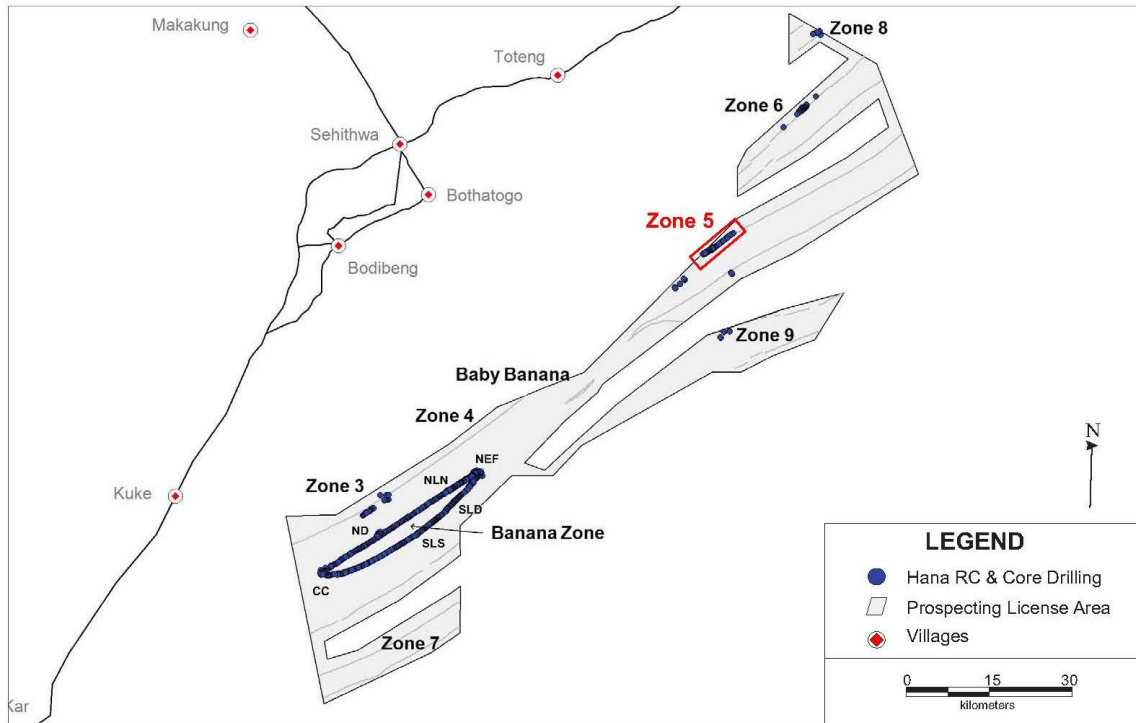 Makakung
Zone 8
Toteng
Zone 6
Sehithwa
Bothatogo
Zone 5
Bodibeng
Zone 9
Baby Banana
Zone 4
N
NEF
NLN
Zone 3
Kuke
SLD
ND
Banana Zone
SLS
CC
Zone 7
Kar
LEGEND
Hana RC & Core Drilling
Prospecting License Area
Villages
0 15 30
kilometers